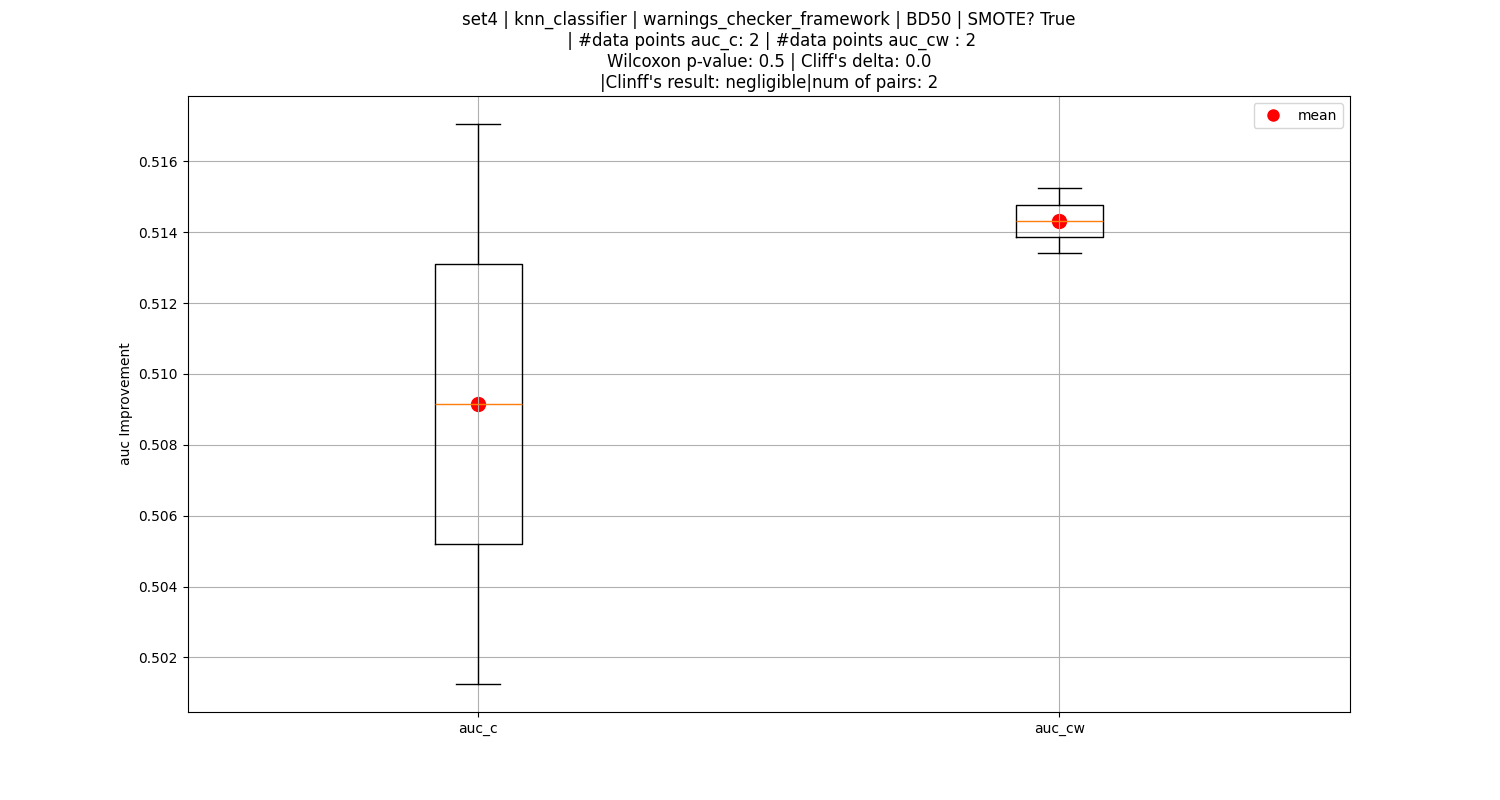 set4 | knn_classifier | warnings_checker_framework | BD50 | SMOTE? True
| #data points auc_c: 2 | #data points auc_cw : 2
Wilcoxon p-value: 0.5 | Cliff's delta: 0.0
|Clinff's result: negligible|num of pairs: 2
mean
0.516
0.514
0.512
0.510
0.508
0.506
0.504
0.502
auc Improvement
auc_c
auc_cw